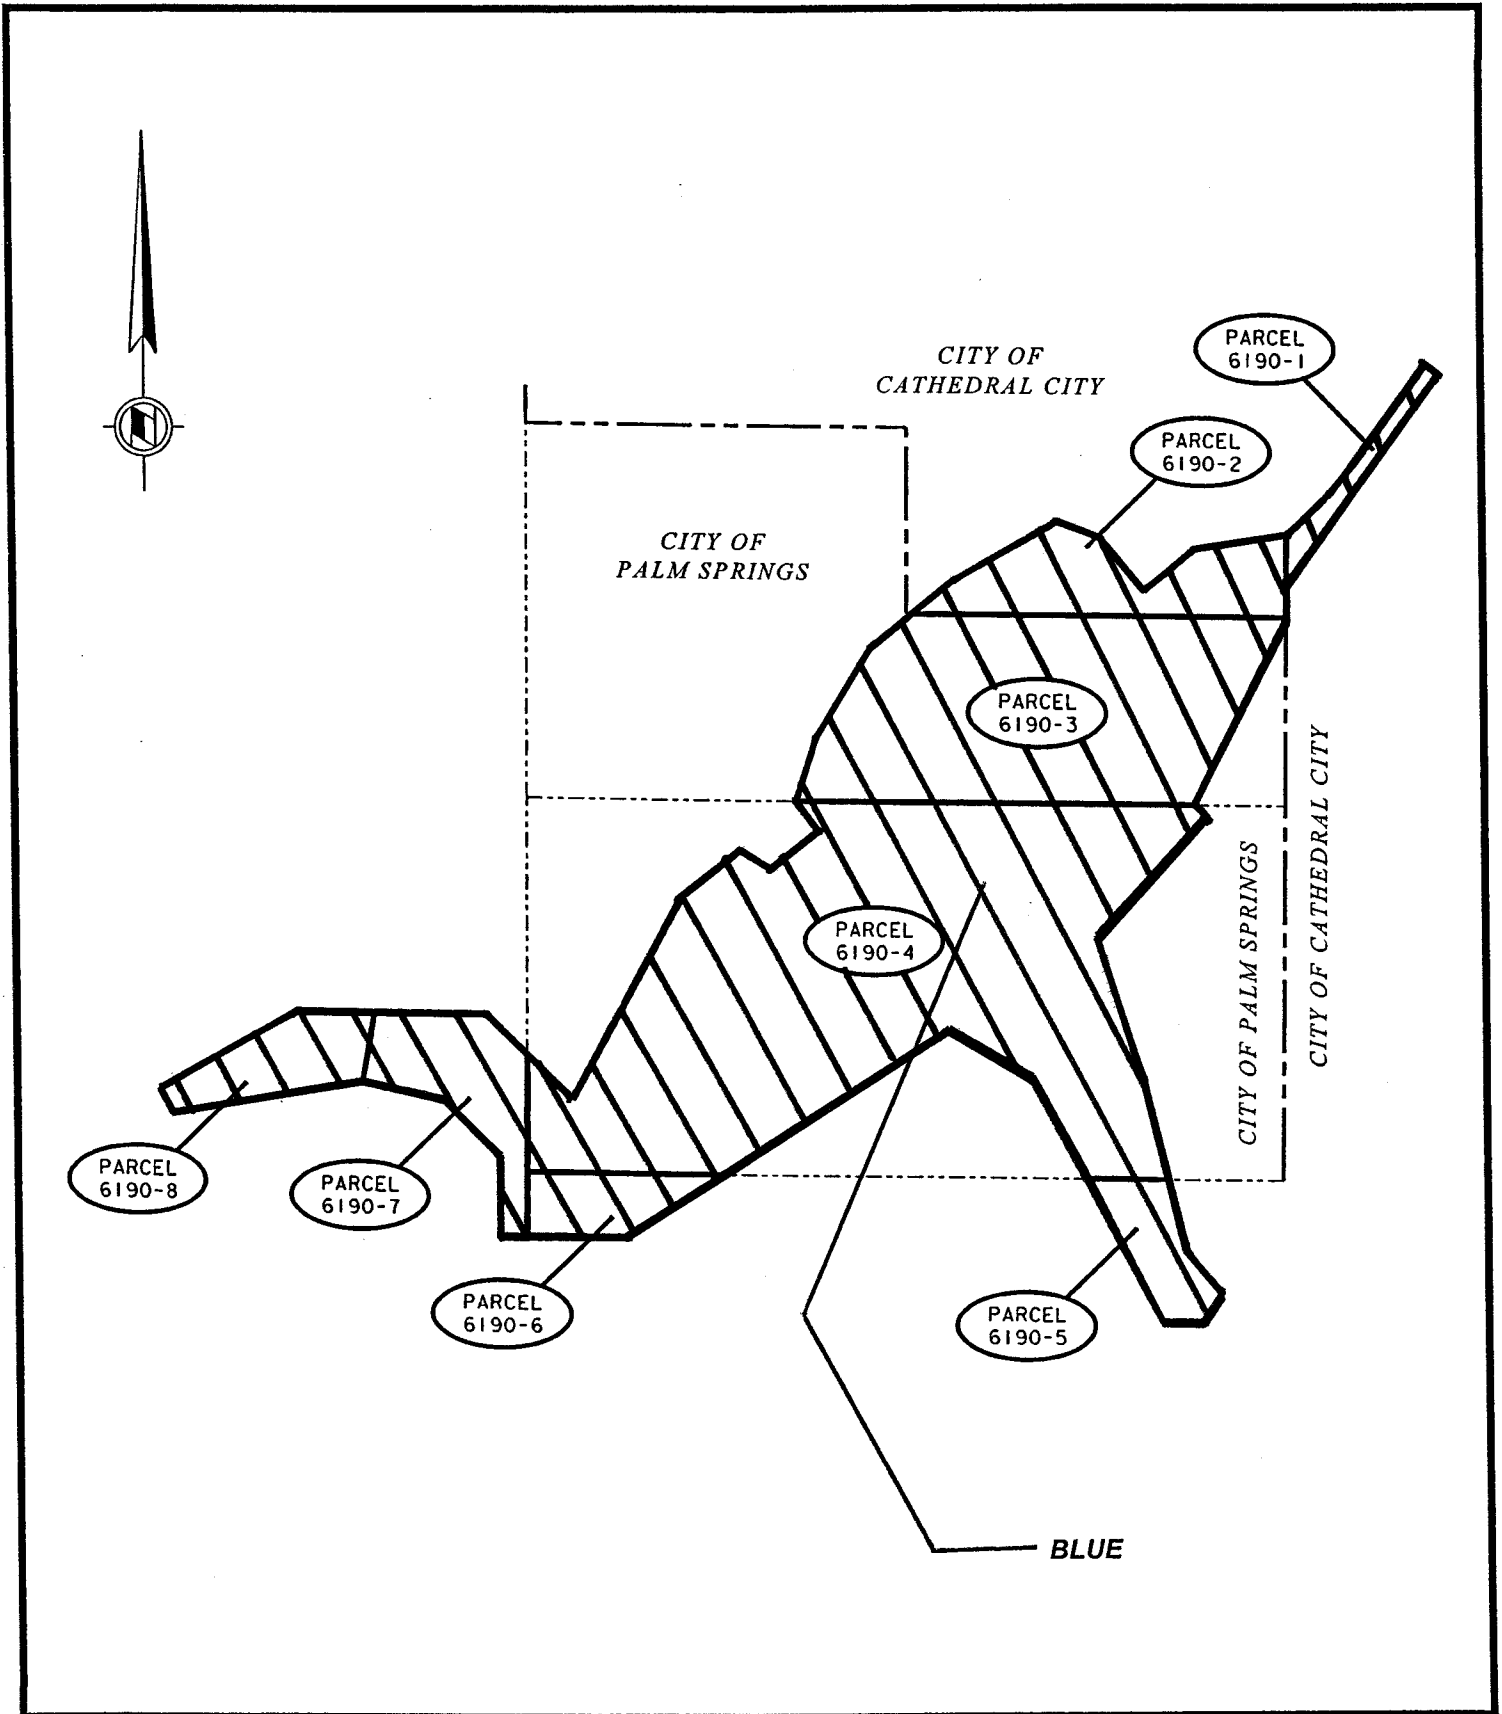 PARCEL
6190-1
CITY OF
CATHEDRAL CITY
PARCEL
6190-2
CITY OF
PALM SPRINGS
PARCEL
6190-3
CITY OF CATHEDRAL CITY
CITY OF PALM SPRINGS
PARCEL
6190-4
PARCEL
6190-8
PARCEL
6190-7
PARCEL
6190-6
PARCEL
6190-5
BLUE